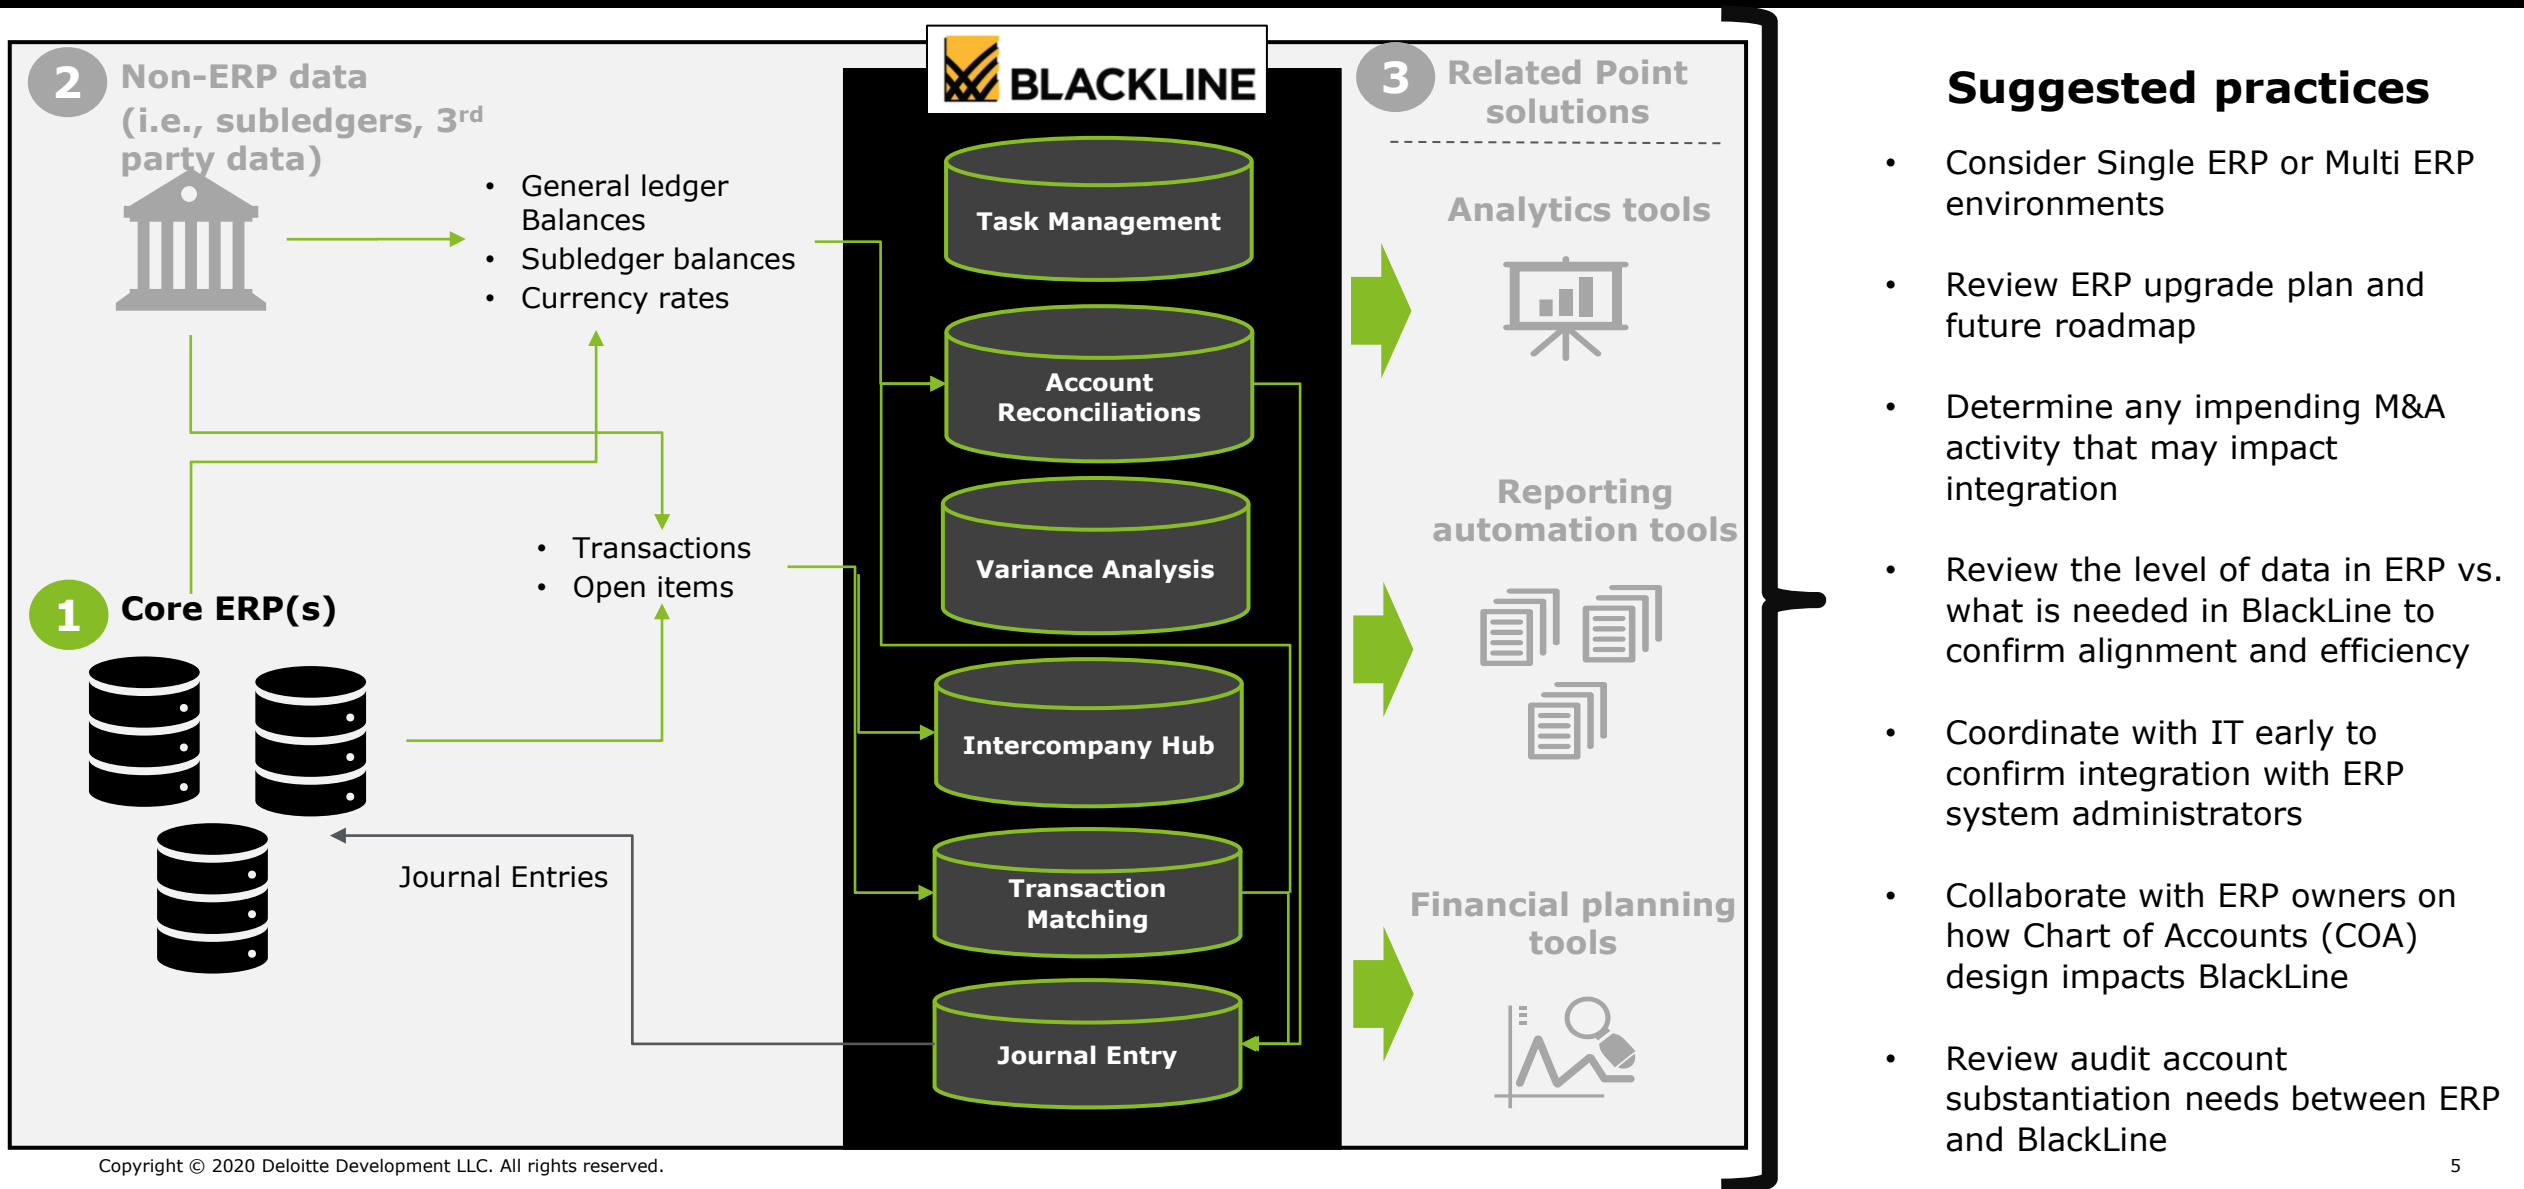 2 Non-ERP data
(i.e., subledgers, 3rd
party data)
• General ledger
Balances
• Subledger balances
• Currency rates
• Transactions
• Open items
1 Core ERP(s)
Journal Entries
BLACKLINE
Task Management
Account
Reconciliations
Variance Analysis
Intercompany Hub
Transaction
Matching
Journal Entry
3 Related Point
solutions
Analytics tools
Reporting
automation tools
Financial planning
tools
Suggested practices
• Consider Single ERP or Multi ERP
environments
• Review ERP upgrade plan and
future roadmap
• Determine any impending M&A
activity that may impact
integration
• Review the level of data in ERP vs.
what is needed in BlackLine to
confirm alignment and efficiency
• Coordinate with IT early to
confirm integration with ERP
system administrators
• Collaborate with ERP owners on
how Chart of Accounts (COA)
design impacts BlackLine
• Review audit account
substantiation needs between ERP
and BlackLine
Copyright © 2020 Deloitte Development LLC. All rights reserved.
5